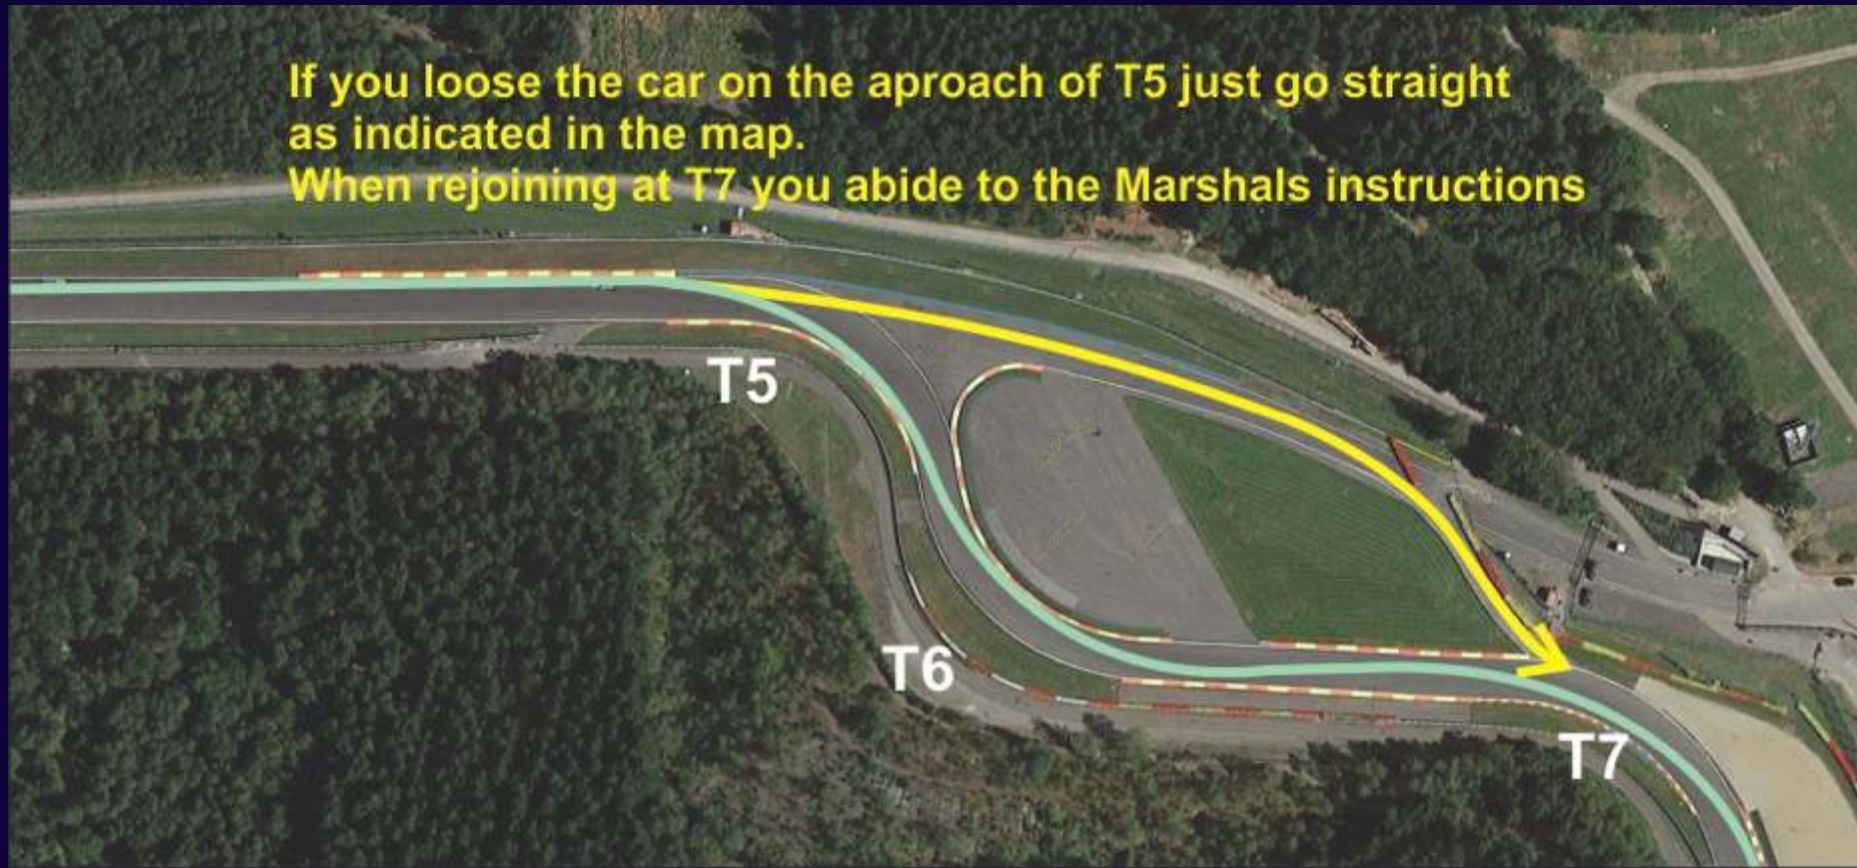 If you loose the car on the aproach of T5 just go straight
as indicated in the map.
When rejoining at T7 you abide to the Marshals instructions
T5
T6
T7